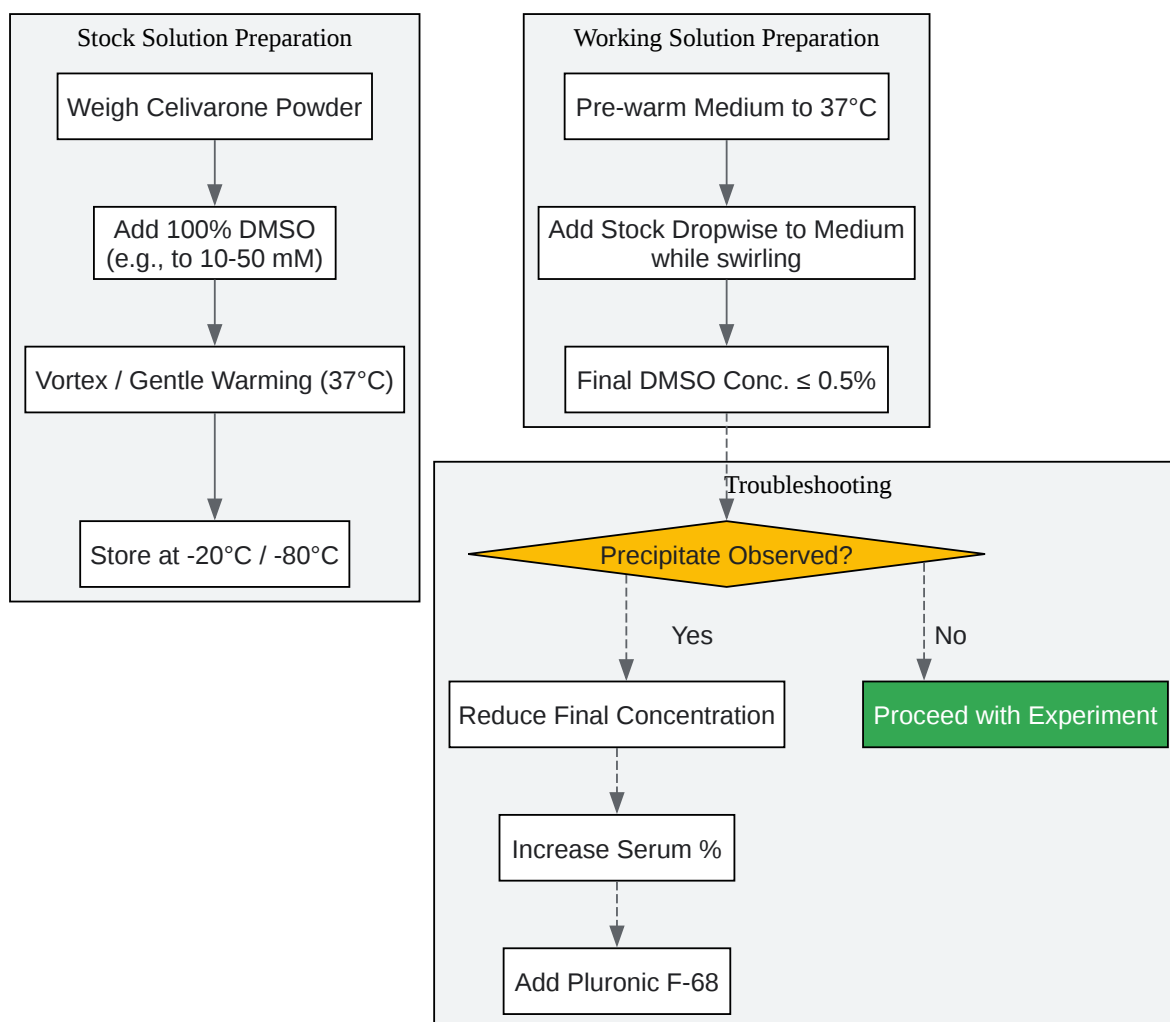 Stock Solution Preparation
Weigh Celivarone Powder
Add 100% DMSO
(e.g., to 10-50 mM)
Vortex / Gentle Warming (37°C)
Store at -20°C / -80°C
Working Solution Preparation
Pre-warm Medium to 37°C
Add Stock Dropwise to Medium
while swirling
Final DMSO Conc. ≤ 0.5%
Troubleshooting
Precipitate Observed?
Yes
No
Reduce Final Concentration
Proceed with Experiment
Increase Serum %
Add Pluronic F-68